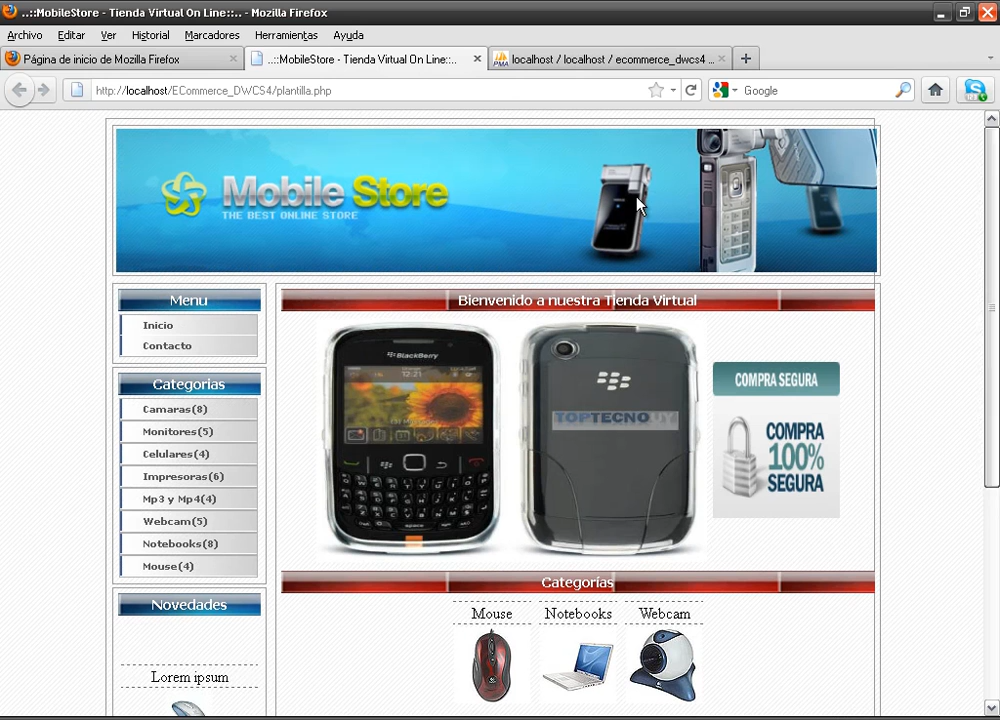 ..::MobileStore - Tienda Virtual On Line::.. - Mozilla Firefox
Archivo Editar Ver Historial Marcadores Herramientas Ayuda
Página de inicio de Mozilla Firefox
..::MobileStore - Tienda Virtual On Line::..
localhost / localhost / ecommerce_dwcs4 ...
http://localhost/ECommerce_DWCS4/plantilla.php
Google
Mobile Store
THE BEST ONLINE STORE
Menu
Inicio
Contacto
Categorias
Camaras(8)
Monitores(5)
Celulares(4)
Impresoras(6)
Mp3 y Mp4(4)
Webcam(5)
Notebooks(8)
Mouse(4)
Novedades
Lorem ipsum
Bienvenido a nuestra Tienda Virtual
BlackBerry
12:21
TOPTECNO.UY
COMPRA SEGURA
COMPRA
100%
SEGURA
Categorías
Mouse Notebooks Webcam